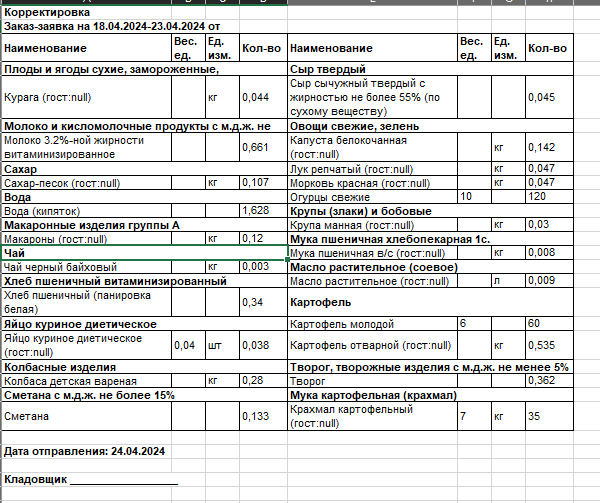 Корректировка
Заказ-заявка на 18.04.2024-23.04.2024 от
Наименование Вес. ед. Ед. изм. Кол-во Наименование Вес. ед. Ед. изм. Кол-во
Плоды и ягоды сухие, замороженные, Сыр твердый
Курага (гост:null) кг 0,044 Сыр сычужный твердый с жирностью не более 55% (по сухому веществу) 0,045
Молоко и кисломолочные продукты с м.д.ж. не Овощи свежие, зелень
Молоко 3.2%-ной жирности витаминизированное 0,661 Капуста белокочанная (гост:null) кг 0,142
Сахар Лук репчатый (гост:null) кг 0,047
Сахар-песок (гост:null) кг 0,107 Морковь красная (гост:null) кг 0,047
Вода Огурцы свежие 10 120
Вода (кипяток) 1,628 Крупы (злаки) и бобовые
Макаронные изделия группы А Крупа манная (гост:null) кг 0,03
Макароны (гост:null) кг 0,12 Мука пшеничная хлебопекарная 1с.
Чай Мука пшеничная в/с (гост:null) кг 0,008
Чай черный байховый кг 0,003 Масло растительное (соевое)
Хлеб пшеничный витаминизированный Масло растительное (гост:null) л 0,009
Хлеб пшеничный (панировка белая) 0,34 Картофель
Яйцо куриное диетическое Картофель молодой 6 60
Яйцо куриное диетическое (гост:null) 0,04 шт 0,038 Картофель отварной (гост:null) кг 0,535
Колбасные изделия Творог, творожные изделия с м.д.ж. не менее 5%
Колбаса детская вареная кг 0,28 Творог 0,362
Сметана с м.д.ж. не более 15% Мука картофельная (крахмал)
Сметана 0,133 Крахмал картофельный (гост:null) 7 кг 35
Дата отправления: 24.04.2024
Кладовщик __________________